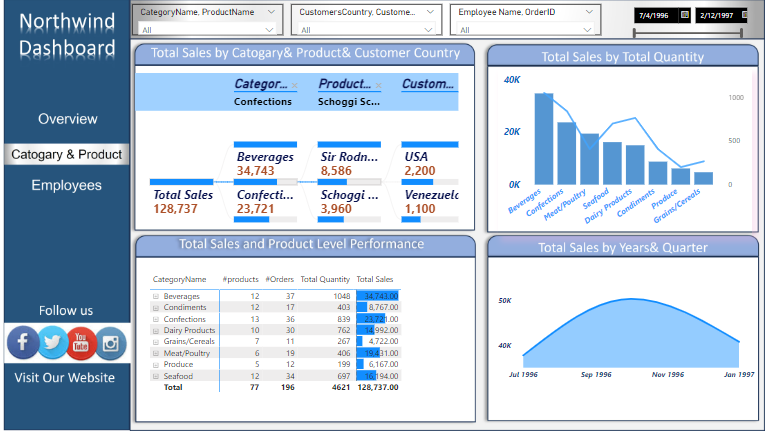 Northwind
Dashboard
Overview
Catogary & Product
Employees
Follow us
You
Tube
Visit Our Website
CategoryName, ProductName
All
CustomersCountry, Custome...
All
Employee Name, OrderID
All
7/4/1996 2/12/1997
Total Sales by Catogary& Product& Customer Country
Categor... × Product... × Custom...
Confections Schoggi Sc...
Beverages Sir Rodn... USA
34,743 8,586 2,200
Total Sales Confecti... Schoggi ... Venezuela
128,737 23,721 3,960 1,100
Total Sales by Total Quantity
40K
20K
0K
1000
500
0
Beverages
Confections
Meat/Poultry
Seafood
Dairy Products
Condiments
Produce
Grains/Cereals
Total Sales and Product Level Performance
CategoryName #products #Orders Total Quantity Total Sales
Beverages 12 37 1048 34,743.00
Condiments 12 17 403 8,767.00
Confections 13 36 839 23,721.00
Dairy Products 10 30 762 14,992.00
Grains/Cereals 7 11 267 4,722.00
Meat/Poultry 6 19 406 19,431.00
Produce 5 12 199 6,167.00
Seafood 12 34 697 16,194.00
Total 77 196 4621 128,737.00
Total Sales by Years& Quarter
50K
40K
Jul 1996 Sep 1996 Nov 1996 Jan 1997